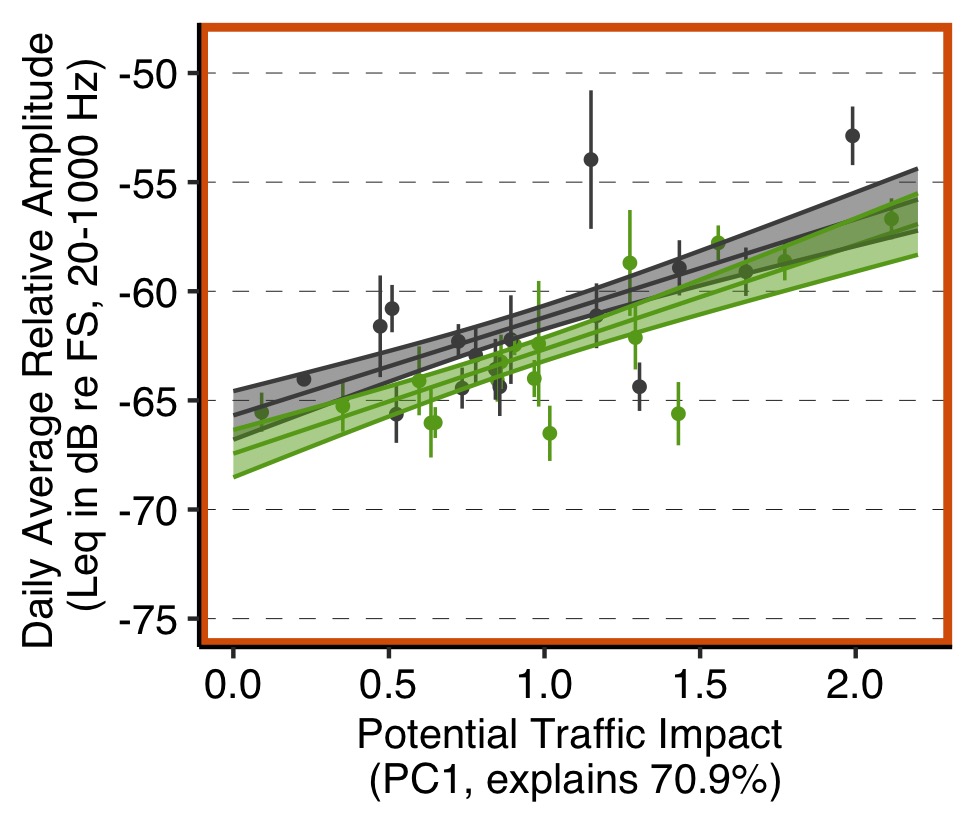 Daily Average Relative Amplitude
(Leq in dB re FS, 20-1000 Hz)
-50
-55
-60
-65
-70
-75
0.0 0.5 1.0 1.5 2.0
Potential Traffic Impact
(PC1, explains 70.9%)